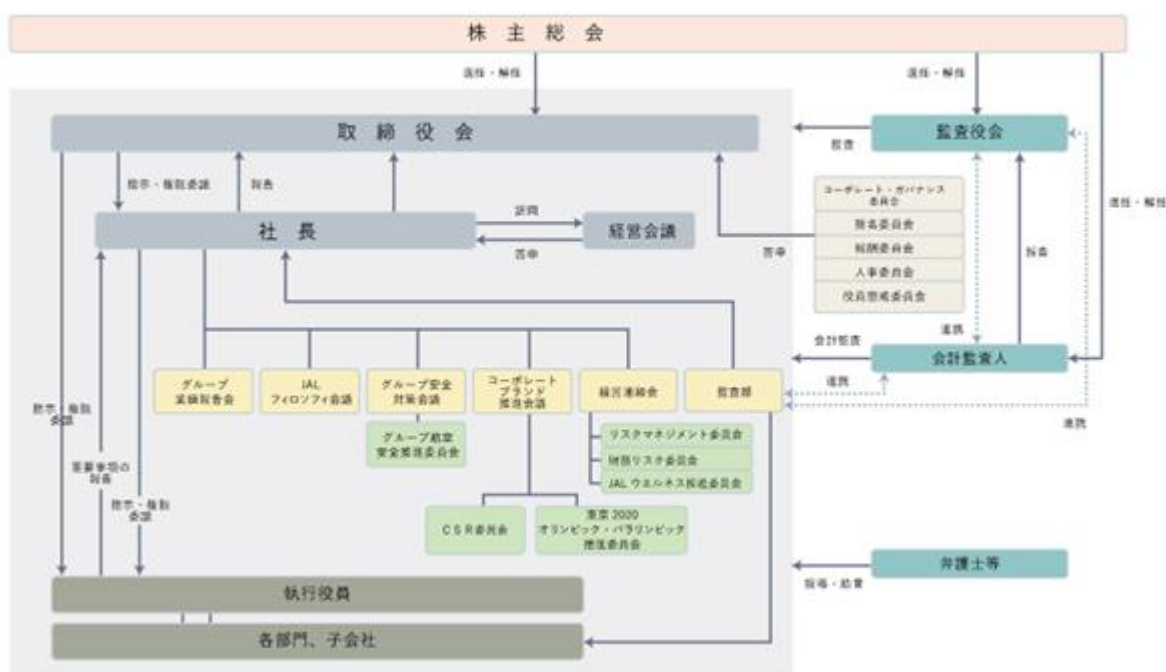 株主総会
選任・解任
選任・解任
取締役会
監査役会
監査
指示・権限委譲
報告
コーポレート・ガバナンス
委員会
指名委員会
報酬委員会
人事委員会
役員懲戒委員会
選任・解任
社長
諮問
答申
経営会議
答申
報告
連携
会計監査
会計監査人
グループ
業績報告会
JAL
フィロソフィ会議
グループ安全
対策会議
コーポレート
ブランド
推進会議
経営連絡会
監査部
連携
連携
指示・権限
委譲
グループ航空
安全推進委員会
リスクマネジメント委員会
財務リスク委員会
JAL ウエルネス推進委員会
重要事項の
報告
指示・権限
委譲
CSR委員会
東京2020
オリンピック・パラリンピック
推進委員会
弁護士等
指導・助言
執行役員
各部門、子会社